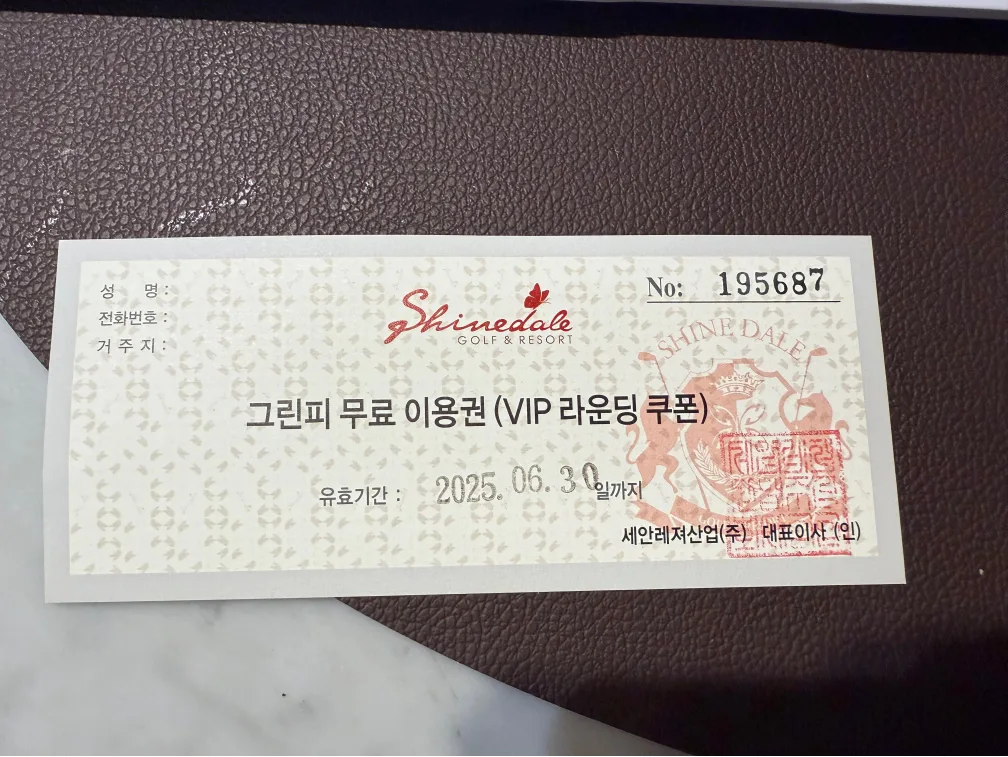 성 명 :
전화번호 :
거 주 지 :
Shinedale
GOLF & RESORT
No: 195687
SHINE DALE
그린피 무료 이용권 (VIP 라운딩 쿠폰)
유효기간 : 2025. 06. 30일까지
세안레져산업(주) 대표이사 (인)